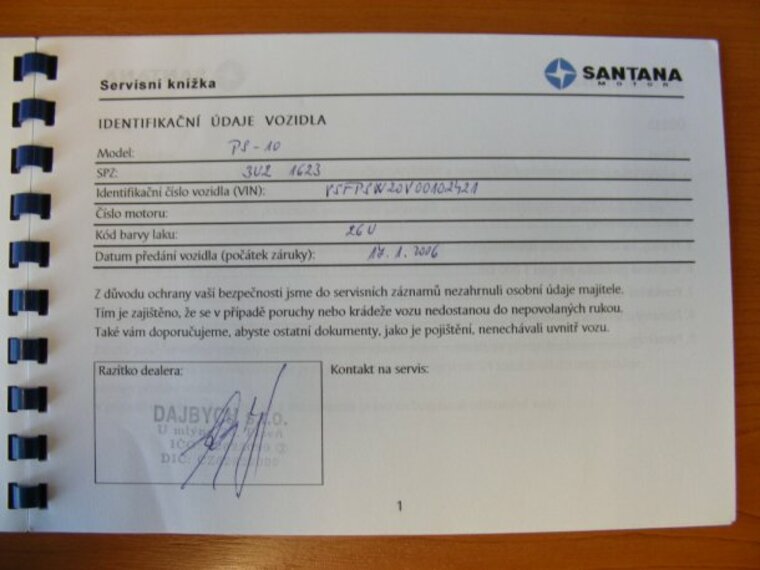 Servisní knížka
SANTANA
MOTOR
IDENTIFIKAČNÍ ÚDAJE VOZIDLA
Model: PS-10
SPZ: 3U2 1623
Identifikační číslo vozidla (VIN): VSFPSW20V00102421
Číslo motoru:
Kód barvy laku: 26U
Datum předání vozidla (počátek záruky): 17.1.2006
Z důvodu ochrany vaší bezpečnosti jsme do servisních záznamů nezahrnuli osobní údaje majitele.
Tím je zajištěno, že se v případě poruchy nebo krádeže vozu nedostanou do nepovolaných rukou.
Také vám doporučujeme, abyste ostatní dokumenty, jako je pojištění, nenechávali uvnitř vozu.
Razítko dealera:
Kontakt na servis:
DAJBYCH s.r.o.
U
IČO
DIČ:
1